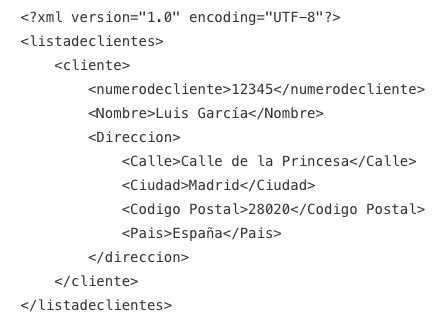 <?xml version="1.0" encoding="UTF-8"?>
<listadeclientes>
<cliente>
<numerodecliente>12345</numerodecliente>
<Nombre>Luis García</Nombre>
<Direccion>
<Calle>Calle de la Princesa</Calle>
<Ciudad>Madrid</Ciudad>
<Codigo Postal>28020</Codigo Postal>
<Pais>España</Pais>
</direccion>
</cliente>
</listadeclientes>